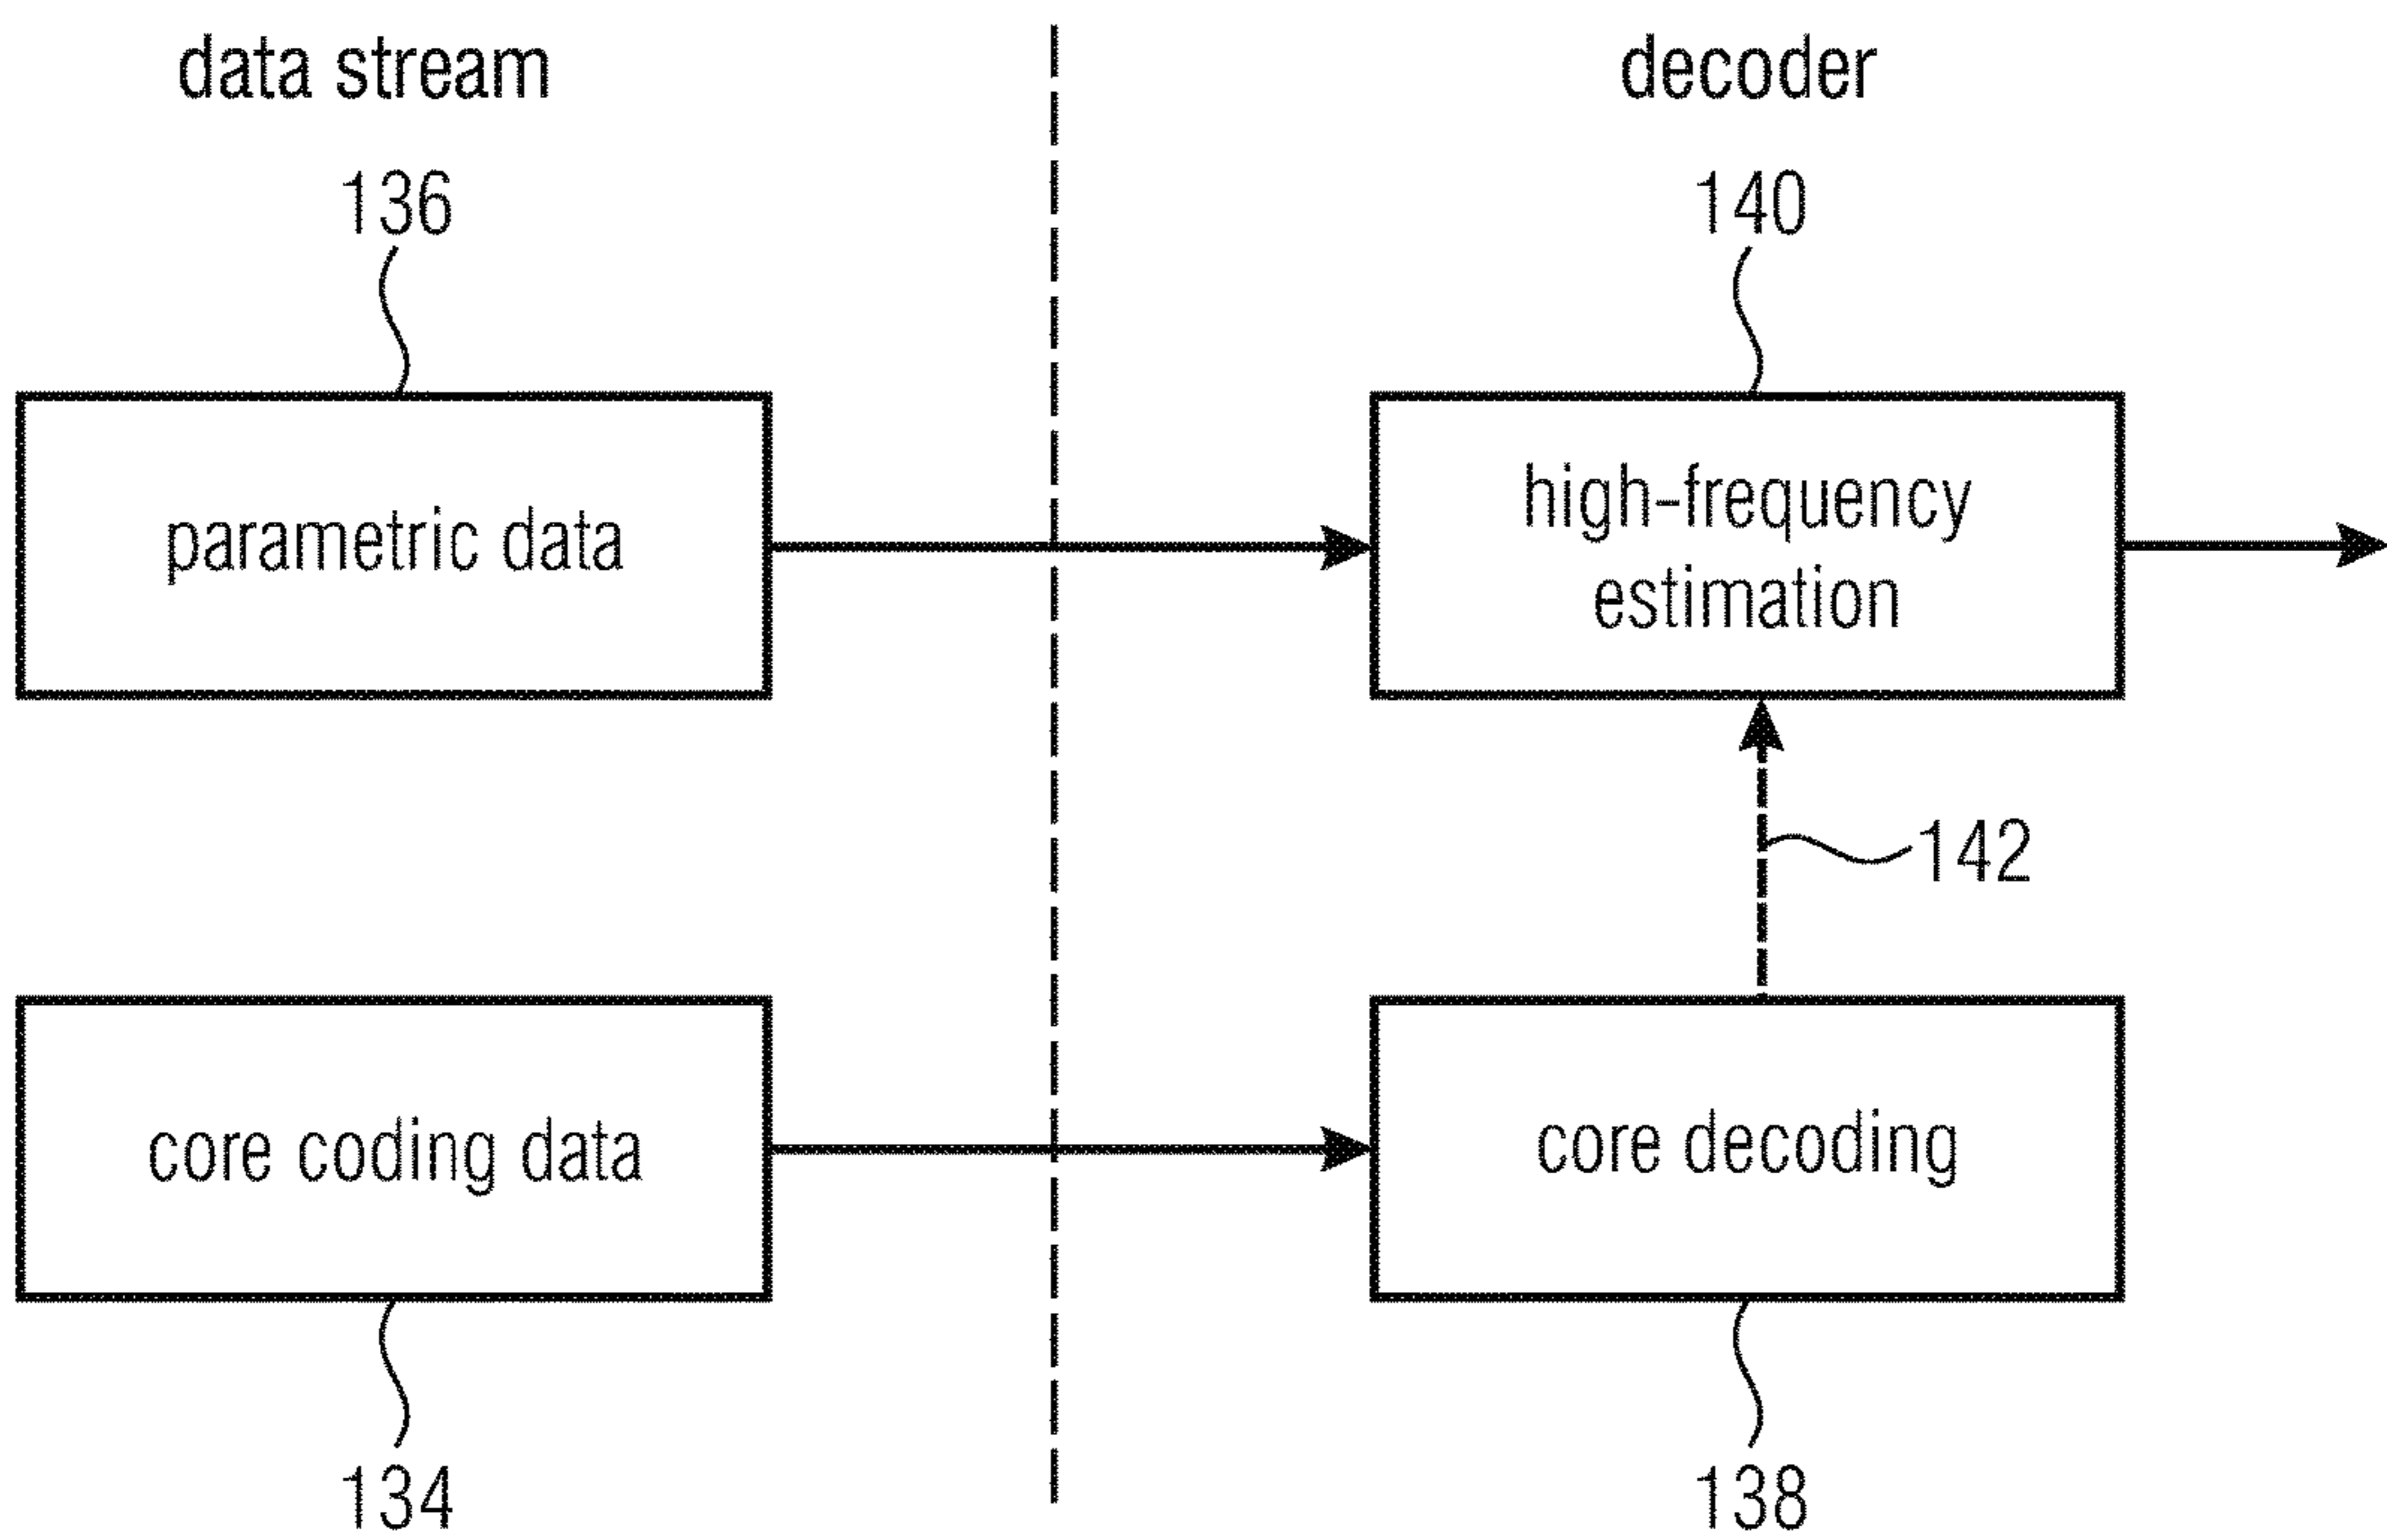 data stream
decoder
136
140
parametric data
high-frequency
estimation
142
core coding data
core decoding
134
138